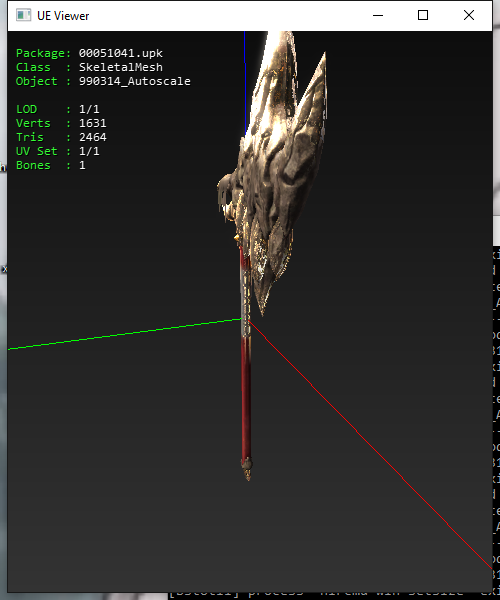 UE Viewer
Package: 00051041.upk
Class  : SkeletalMesh
Object : 990314_Autoscale
LOD    : 1/1
Verts  : 1631
Tris   : 2464
UV Set : 1/1
Bones  : 1